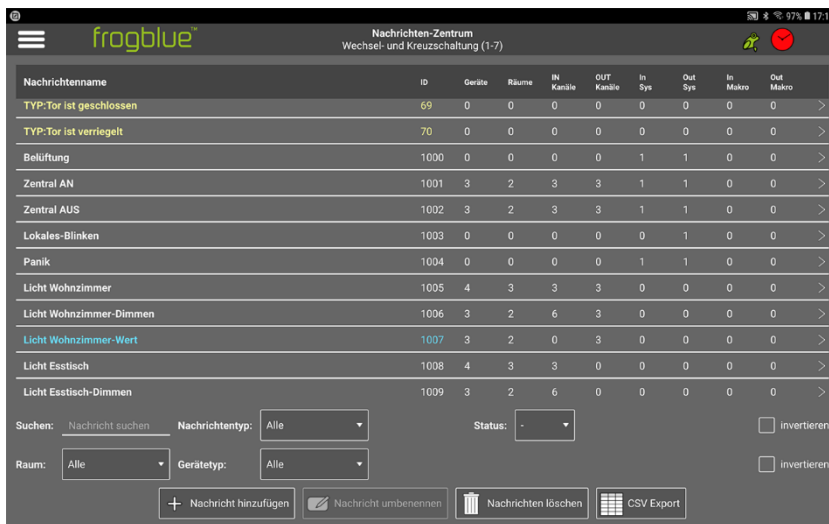 97% 17:1
frogblue™
Nachrichten-Zentrum
Wechsel- und Kreuzschaltung (1-7)
Nachrichtenname ID Geräte Räume IN Kanäle OUT Kanäle In Sys Out Sys In Makro Out Makro
TYP:Tor ist geschlossen 69 0 0 0 0 0 0 0 0 >
TYP:Tor ist verriegelt 70 0 0 0 0 0 0 0 0 >
Belüftung 1000 0 0 0 0 1 1 0 0 >
Zentral AN 1001 3 2 3 3 1 1 0 0 >
Zentral AUS 1002 3 2 3 3 1 1 0 0 >
Lokales-Blinken 1003 0 0 0 0 0 1 0 0 >
Panik 1004 0 0 0 0 1 1 0 0 >
Licht Wohnzimmer 1005 4 3 3 3 0 0 0 0 >
Licht Wohnzimmer-Dimmen 1006 3 2 6 3 0 0 0 0 >
Licht Wohnzimmer-Wert 1007 3 2 0 3 0 0 0 0 >
Licht Esstisch 1008 4 3 3 0 0 0 0 0 >
Licht Esstisch-Dimmen 1009 3 2 6 0 0 0 0 0 >
Suchen: Nachricht suchen Nachrichtentyp: Alle Status: - invertieren
Raum: Alle Gerätetyp: Alle invertieren
+ Nachricht hinzufügen Nachricht umbenennen Nachrichten löschen CSV Export